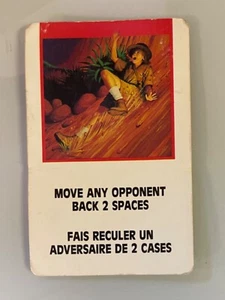 MOVE ANY OPPONENT
BACK 2 SPACES
FAIS RECULER UN
ADVERSAIRE DE 2 CASES